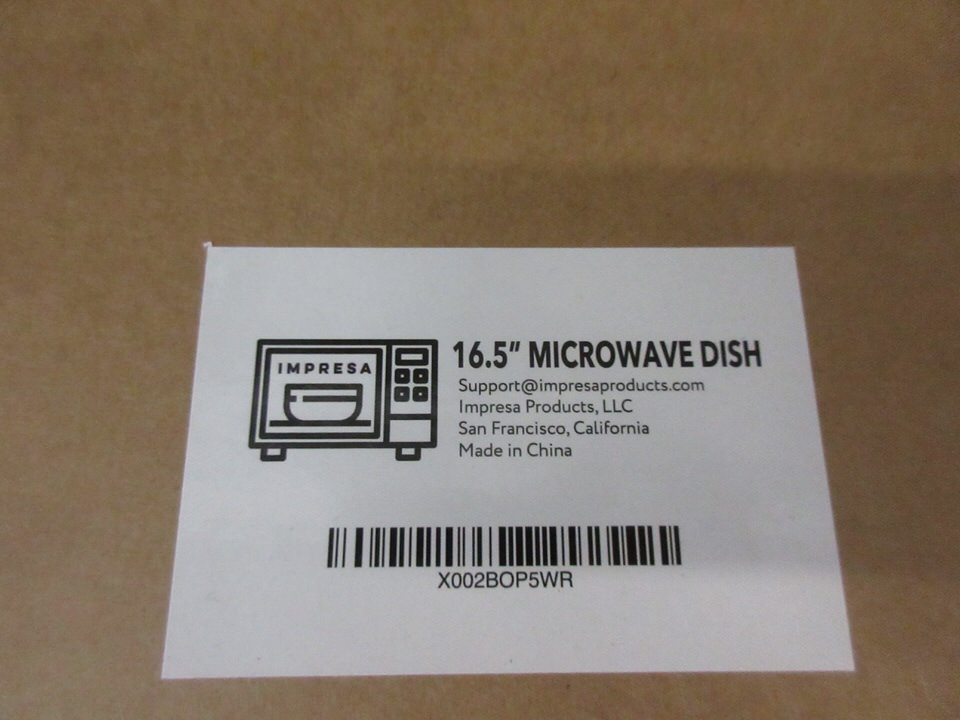 IMPRESA
16.5" MICROWAVE DISH
Support@impresaproducts.com
Impresa Products, LLC
San Francisco, California
Made in China
X002BOP5WR